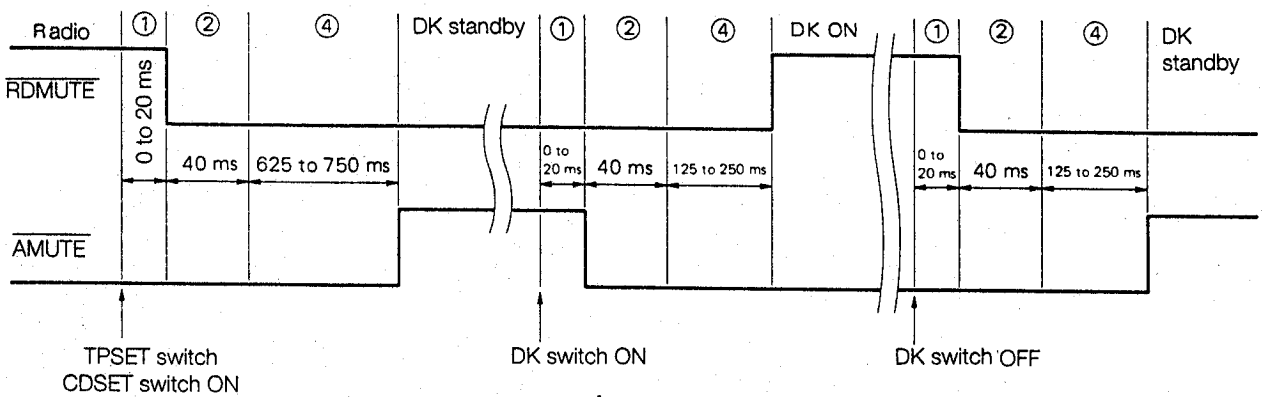 Radio ① ② ④ DK standby ① ② ④ DK ON ① ② ④ DK
standby
RDMUTE
0 to 20 ms
40 ms 625 to 750 ms 0 to
20 ms 40 ms 125 to 250 ms 0 to
20 ms 40 ms 125 to 250 ms
AMUTE
TPSET switch
CDSET switch ON
DK switch ON
DK switch OFF